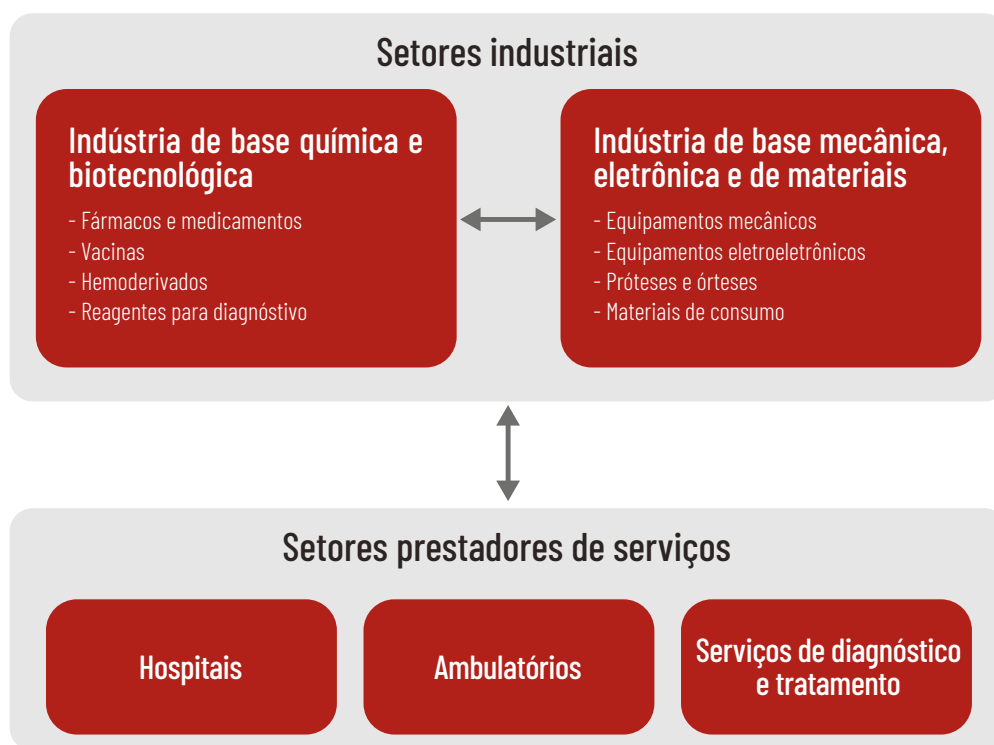 Setores industriais
Indústria de base química e
biotecnológica
- Fármacos e medicamentos
- Vacinas
- Hemoderivados
- Reagentes para diagnóstivo
Indústria de base mecânica,
eletrônica e de materiais
- Equipamentos mecânicos
- Equipamentos eletroeletrônicos
- Próteses e órteses
- Materiais de consumo
Setores prestadores de serviços
Hospitais
Ambulatórios
Serviços de diagnóstico
e tratamento